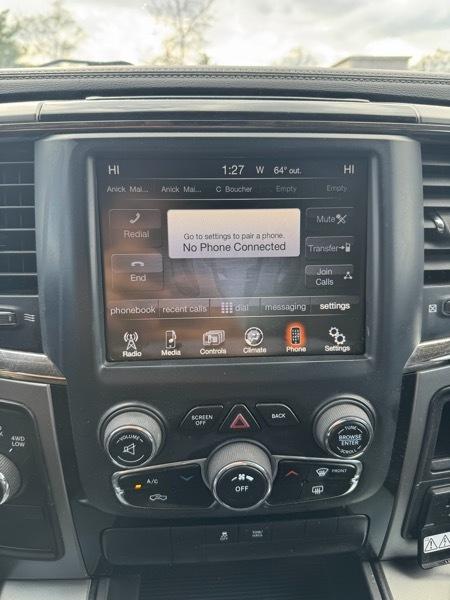 HI 1:27 W 64° out. HI
Anick Mai... Anick Mai... C Boucher Empty Empty
Redial
Go to settings to pair a phone.
No Phone Connected
Mute
Transfer
End
Join
Calls
phonebook recent calls dial messaging settings
Radio Media Controls Climate Phone Settings
SCREEN
OFF
BACK
VOLUME
TUNE
BROWSE
ENTER
SCROLL
4WD
LOW
A/C
OFF
FRONT
OFF